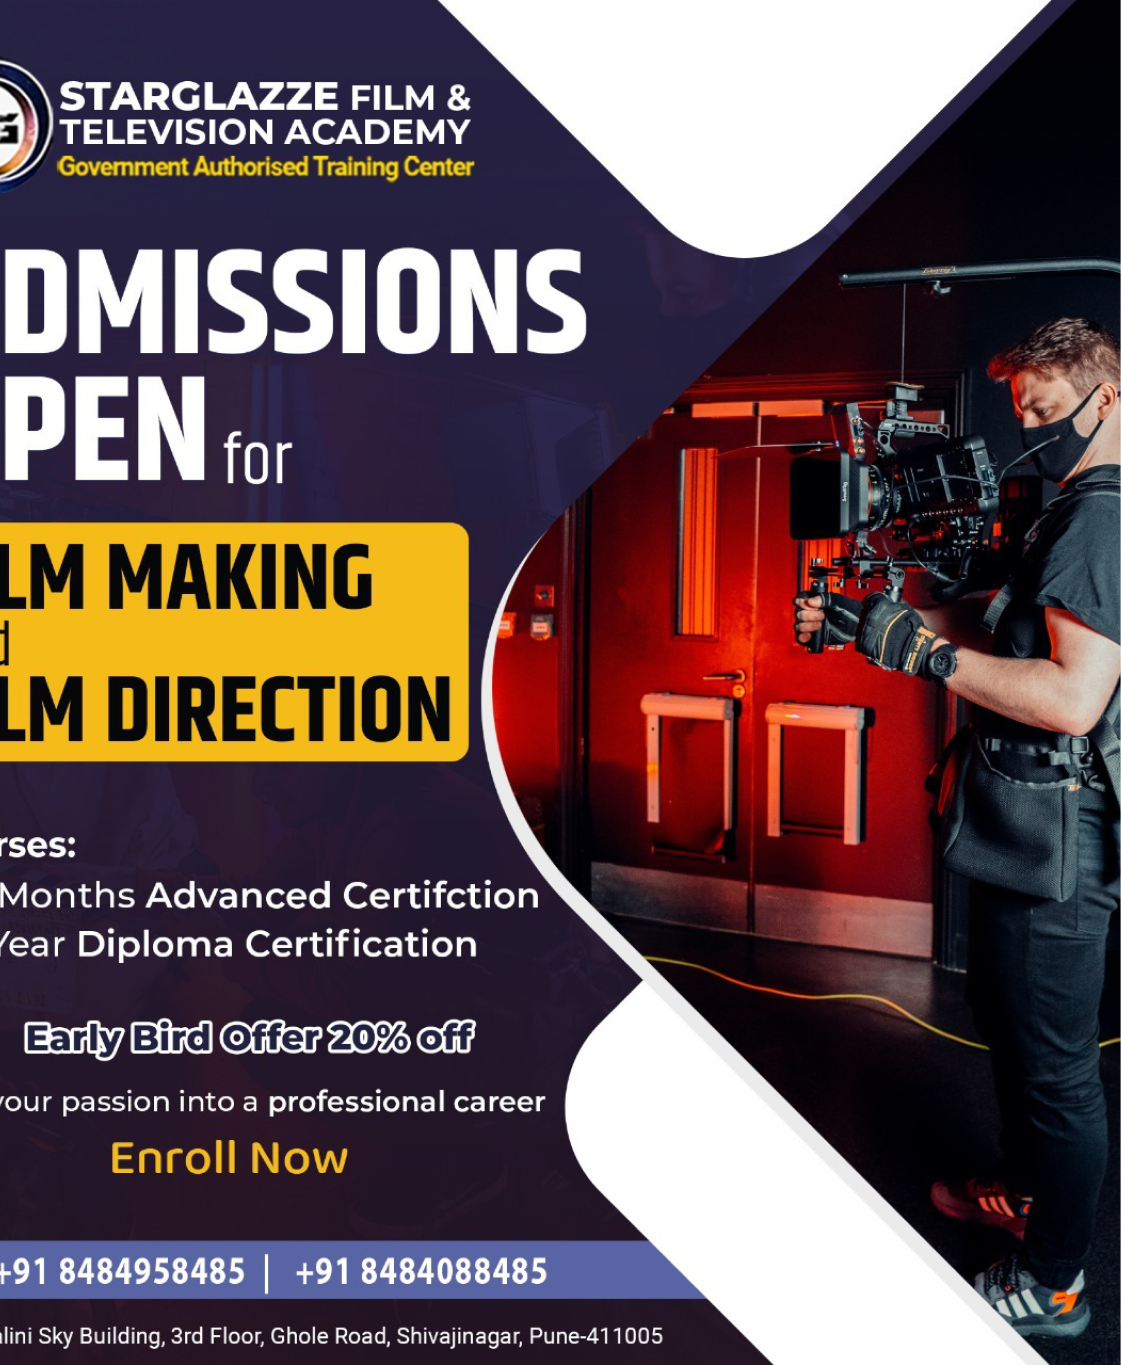 G
STARGLAZZE FILM &
TELEVISION ACADEMY
Government Authorised Training Center
DMISSIONS
PEN for
LM MAKING
d
LM DIRECTION
rses:
Months Advanced Certifction
Year Diploma Certification
Early Bird Offer 20% off
your passion into a professional career
Enroll Now
+91 8484958485 | +91 8484088485
lini Sky Building, 3rd Floor, Ghole Road, Shivajinagar, Pune-411005